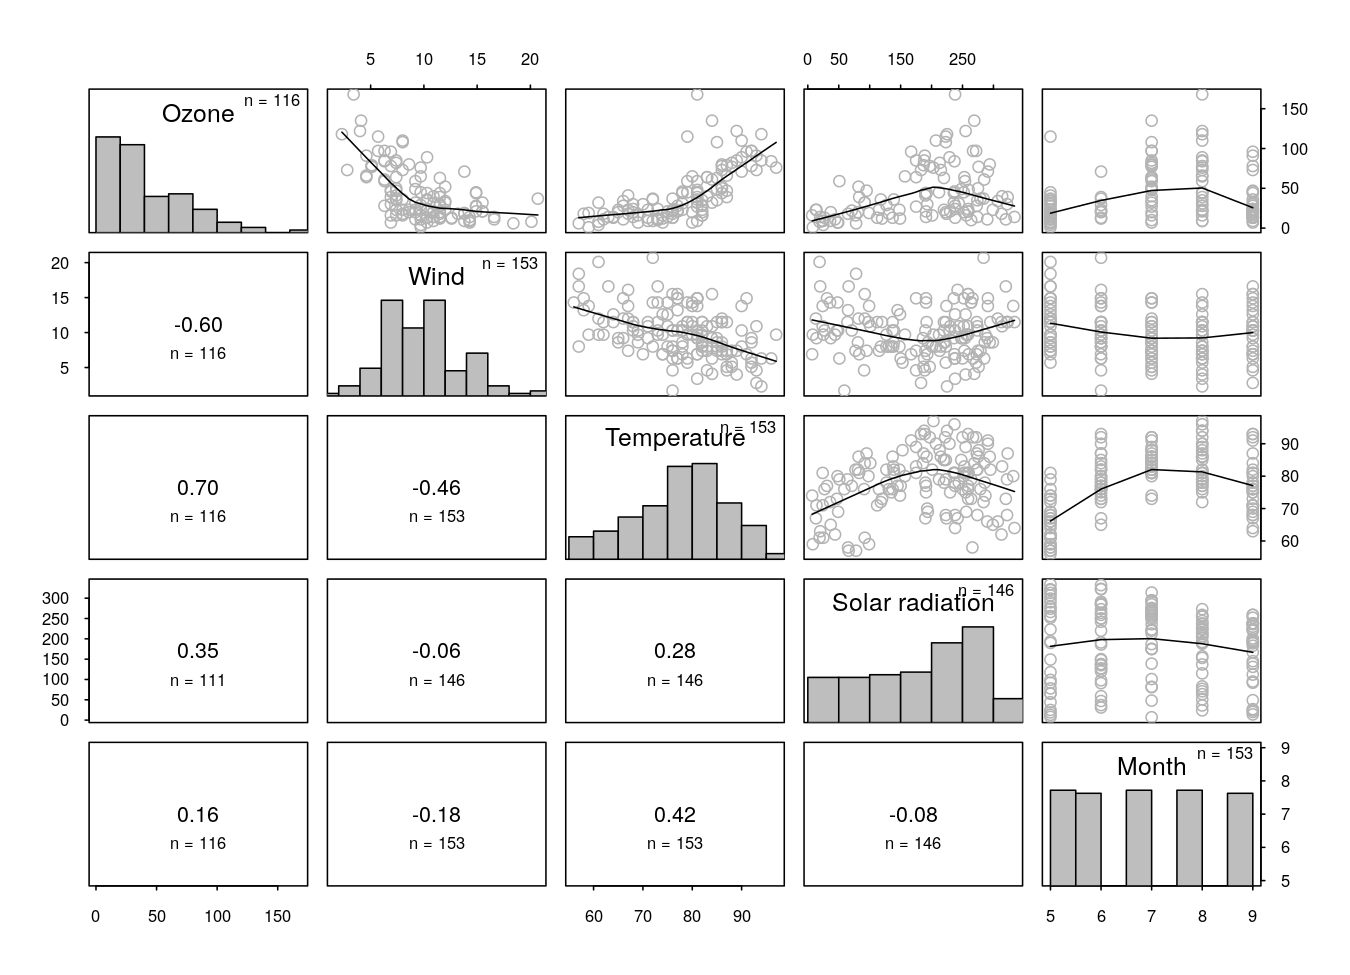 5 10 15 20 0 50 150 250
Ozone n = 116
0 50 100 150
5 10 15 20
-0.60
n = 116
Wind n = 153
0.70
n = 116
-0.46
n = 153
Temperature n = 153
60 70 80 90
0 50 100 150 200 250 300
0.35
n = 111
-0.06
n = 146
0.28
n = 146
Solar radiation n = 146
0.16
n = 116
-0.18
n = 153
0.42
n = 153
-0.08
n = 146
Month n = 153
5 6 7 8 9
0 50 100 150 60 70 80 90 5 6 7 8 9